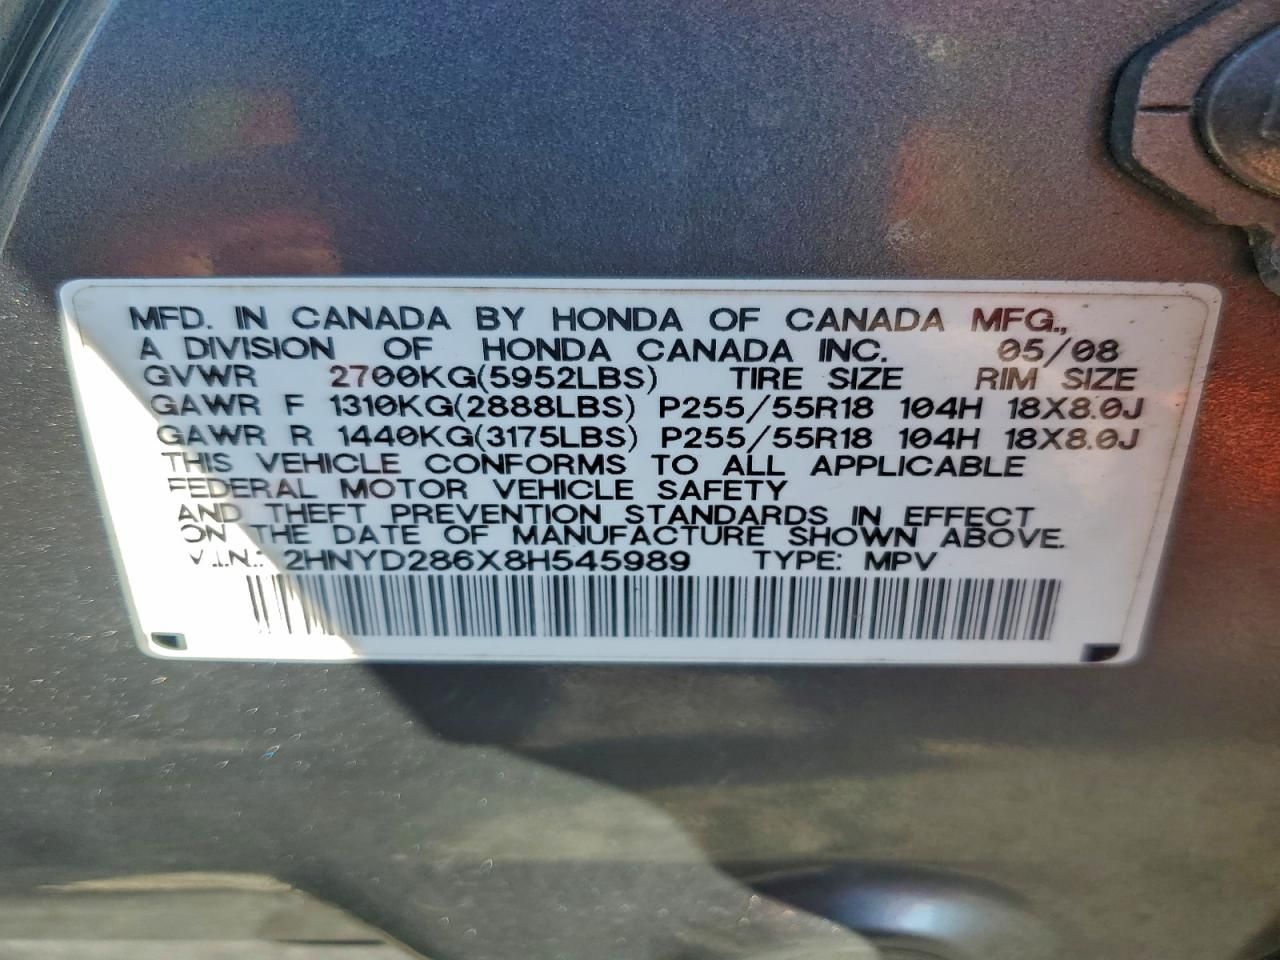 MFD. IN CANADA BY HONDA OF CANADA MFG.,
A DIVISION OF HONDA CANADA INC. 05/08
GVWR 2700KG(5952LBS) TIRE SIZE RIM SIZE
GAWR F 1310KG(2888LBS) P255/55R18 104H 18X8.0J
GAWR R 1440KG(3175LBS) P255/55R18 104H 18X8.0J
THIS VEHICLE CONFORMS TO ALL APPLICABLE
FEDERAL MOTOR VEHICLE SAFETY
AND THEFT PREVENTION STANDARDS IN EFFECT
ON THE DATE OF MANUFACTURE SHOWN ABOVE.
V.I.N.: 2HNYD286X8H545989 TYPE: MPV